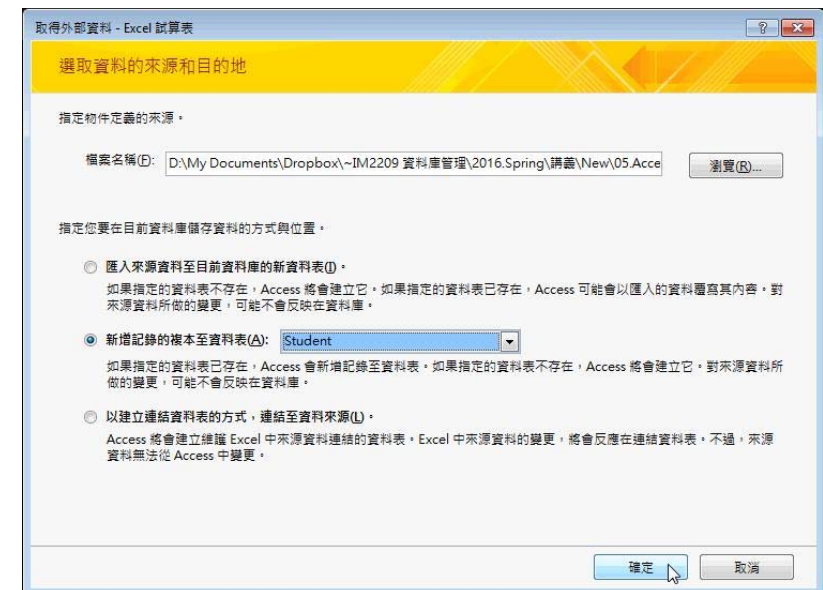 取得外部資料 - Excel 試算表
選取資料的來源和目的地
指定物件定義的來源。
檔案名稱(F): D:\My Documents\Dropbox\~IM2209 資料庫管理\2016.Spring\講義\New\05.Acce 瀏覽(R)...
指定您要在目前資料庫儲存資料的方式與位置。
匯入來源資料至目前資料庫的新資料表(I)。
如果指定的資料表不存在，Access 將會建立它。如果指定的資料表已存在，Access 可能會以匯入的資料覆寫其內容。對
來源資料所做的變更，可能不會反映在資料庫。
新增記錄的複本至資料表(A): Student
如果指定的資料表已存在，Access 會新增記錄至資料表。如果指定的資料表不存在，Access 將會建立它。對來源資料所
做的變更，可能不會反映在資料庫。
以建立連結資料表的方式，連結至資料來源(L)。
Access 將會建立維護 Excel 中來源資料連結的資料表。Excel 中來源資料的變更，將會反應在連結資料表。不過，來源
資料無法從 Access 中變更。
確定 取消